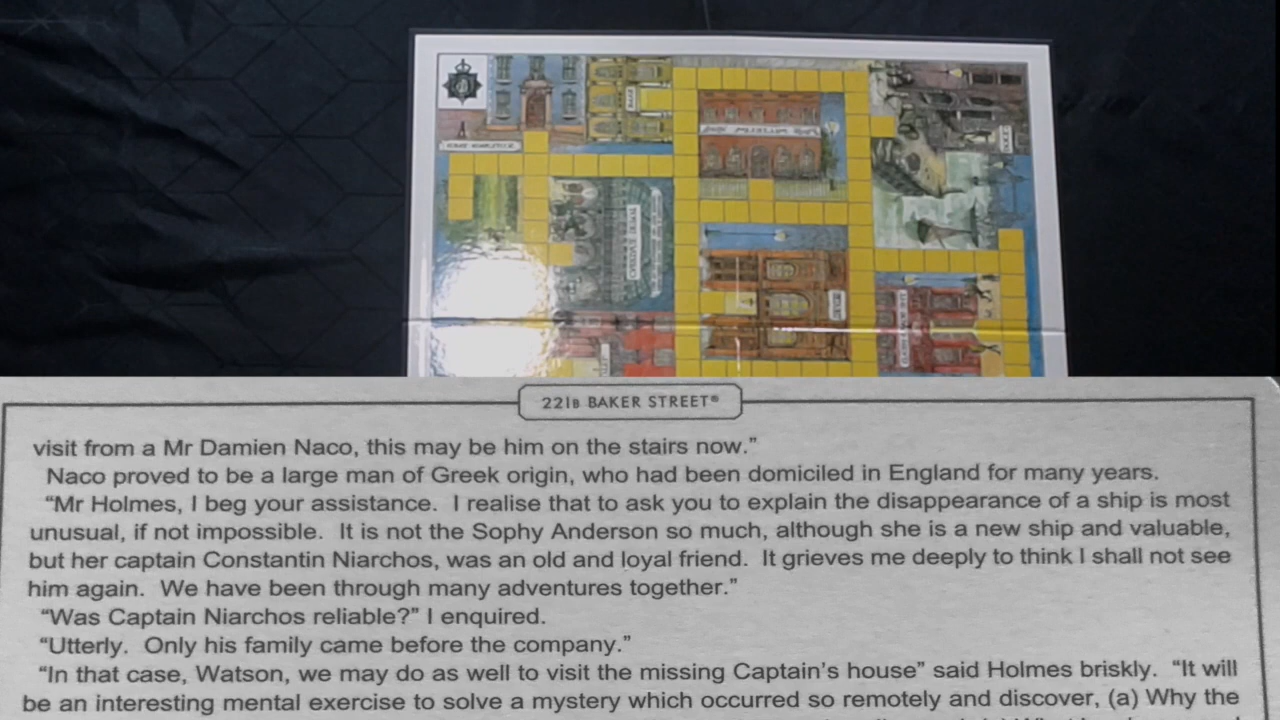 BANK
221B BAKER STREET®
visit from a Mr Damien Naco, this may be him on the stairs now.”
Naco proved to be a large man of Greek origin, who had been domiciled in England for many years.
“Mr Holmes, I beg your assistance. I realise that to ask you to explain the disappearance of a ship is most
unusual, if not impossible. It is not the Sophy Anderson so much, although she is a new ship and valuable,
but her captain Constantin Niarchos, was an old and loyal friend. It grieves me deeply to think I shall not see
him again. We have been through many adventures together.”
“Was Captain Niarchos reliable?” I enquired.
“Utterly. Only his family came before the company.”
“In that case, Watson, we may do as well to visit the missing Captain’s house” said Holmes briskly. “It will
be an interesting mental exercise to solve a mystery which occurred so remotely and discover, (a) Why the